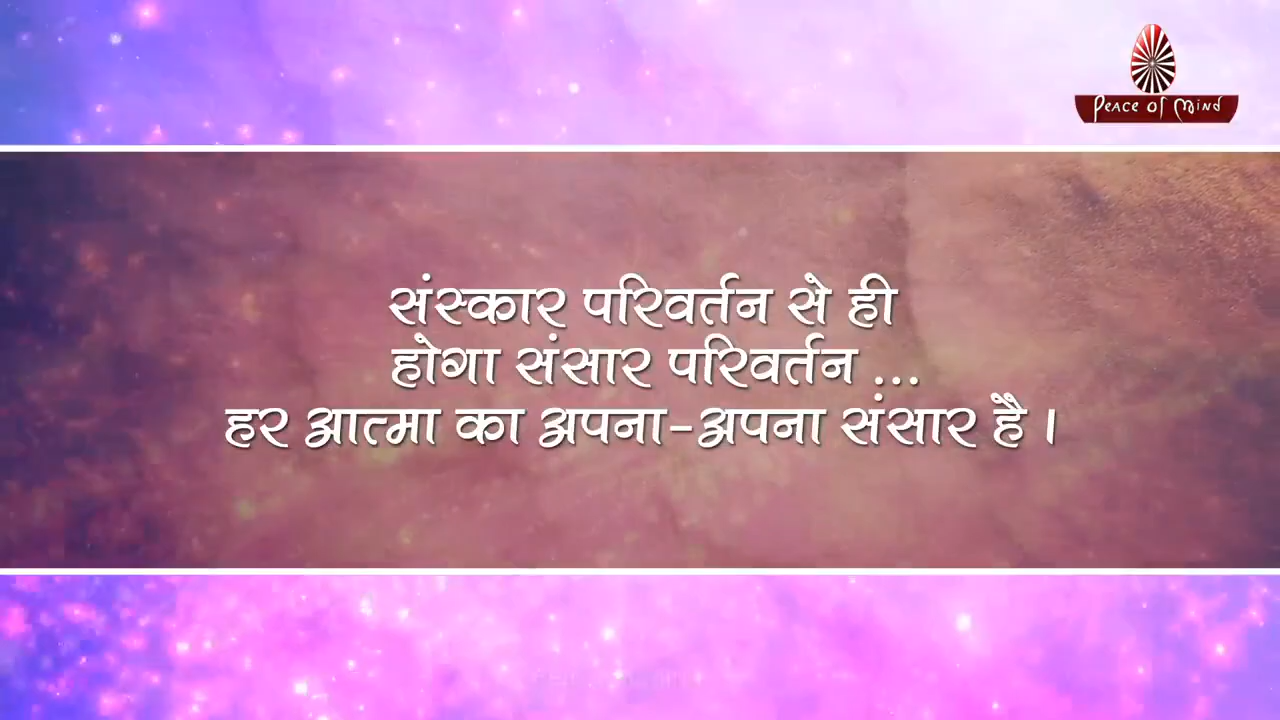 Peace of Mind
संस्कार परिवर्तन से ही
होगा संसार परिवर्तन ...
हर आत्मा का अपना-अपना संसार है ।